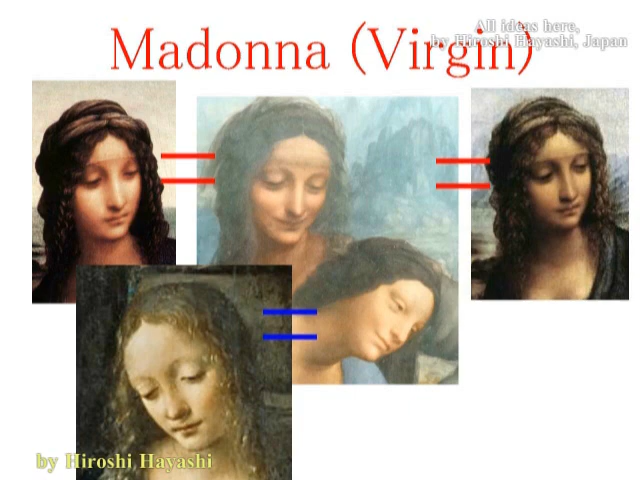 All ideas here,
by Hiroshi Hayashi, Japan
Madonna (Virgin)
by Hiroshi Hayashi